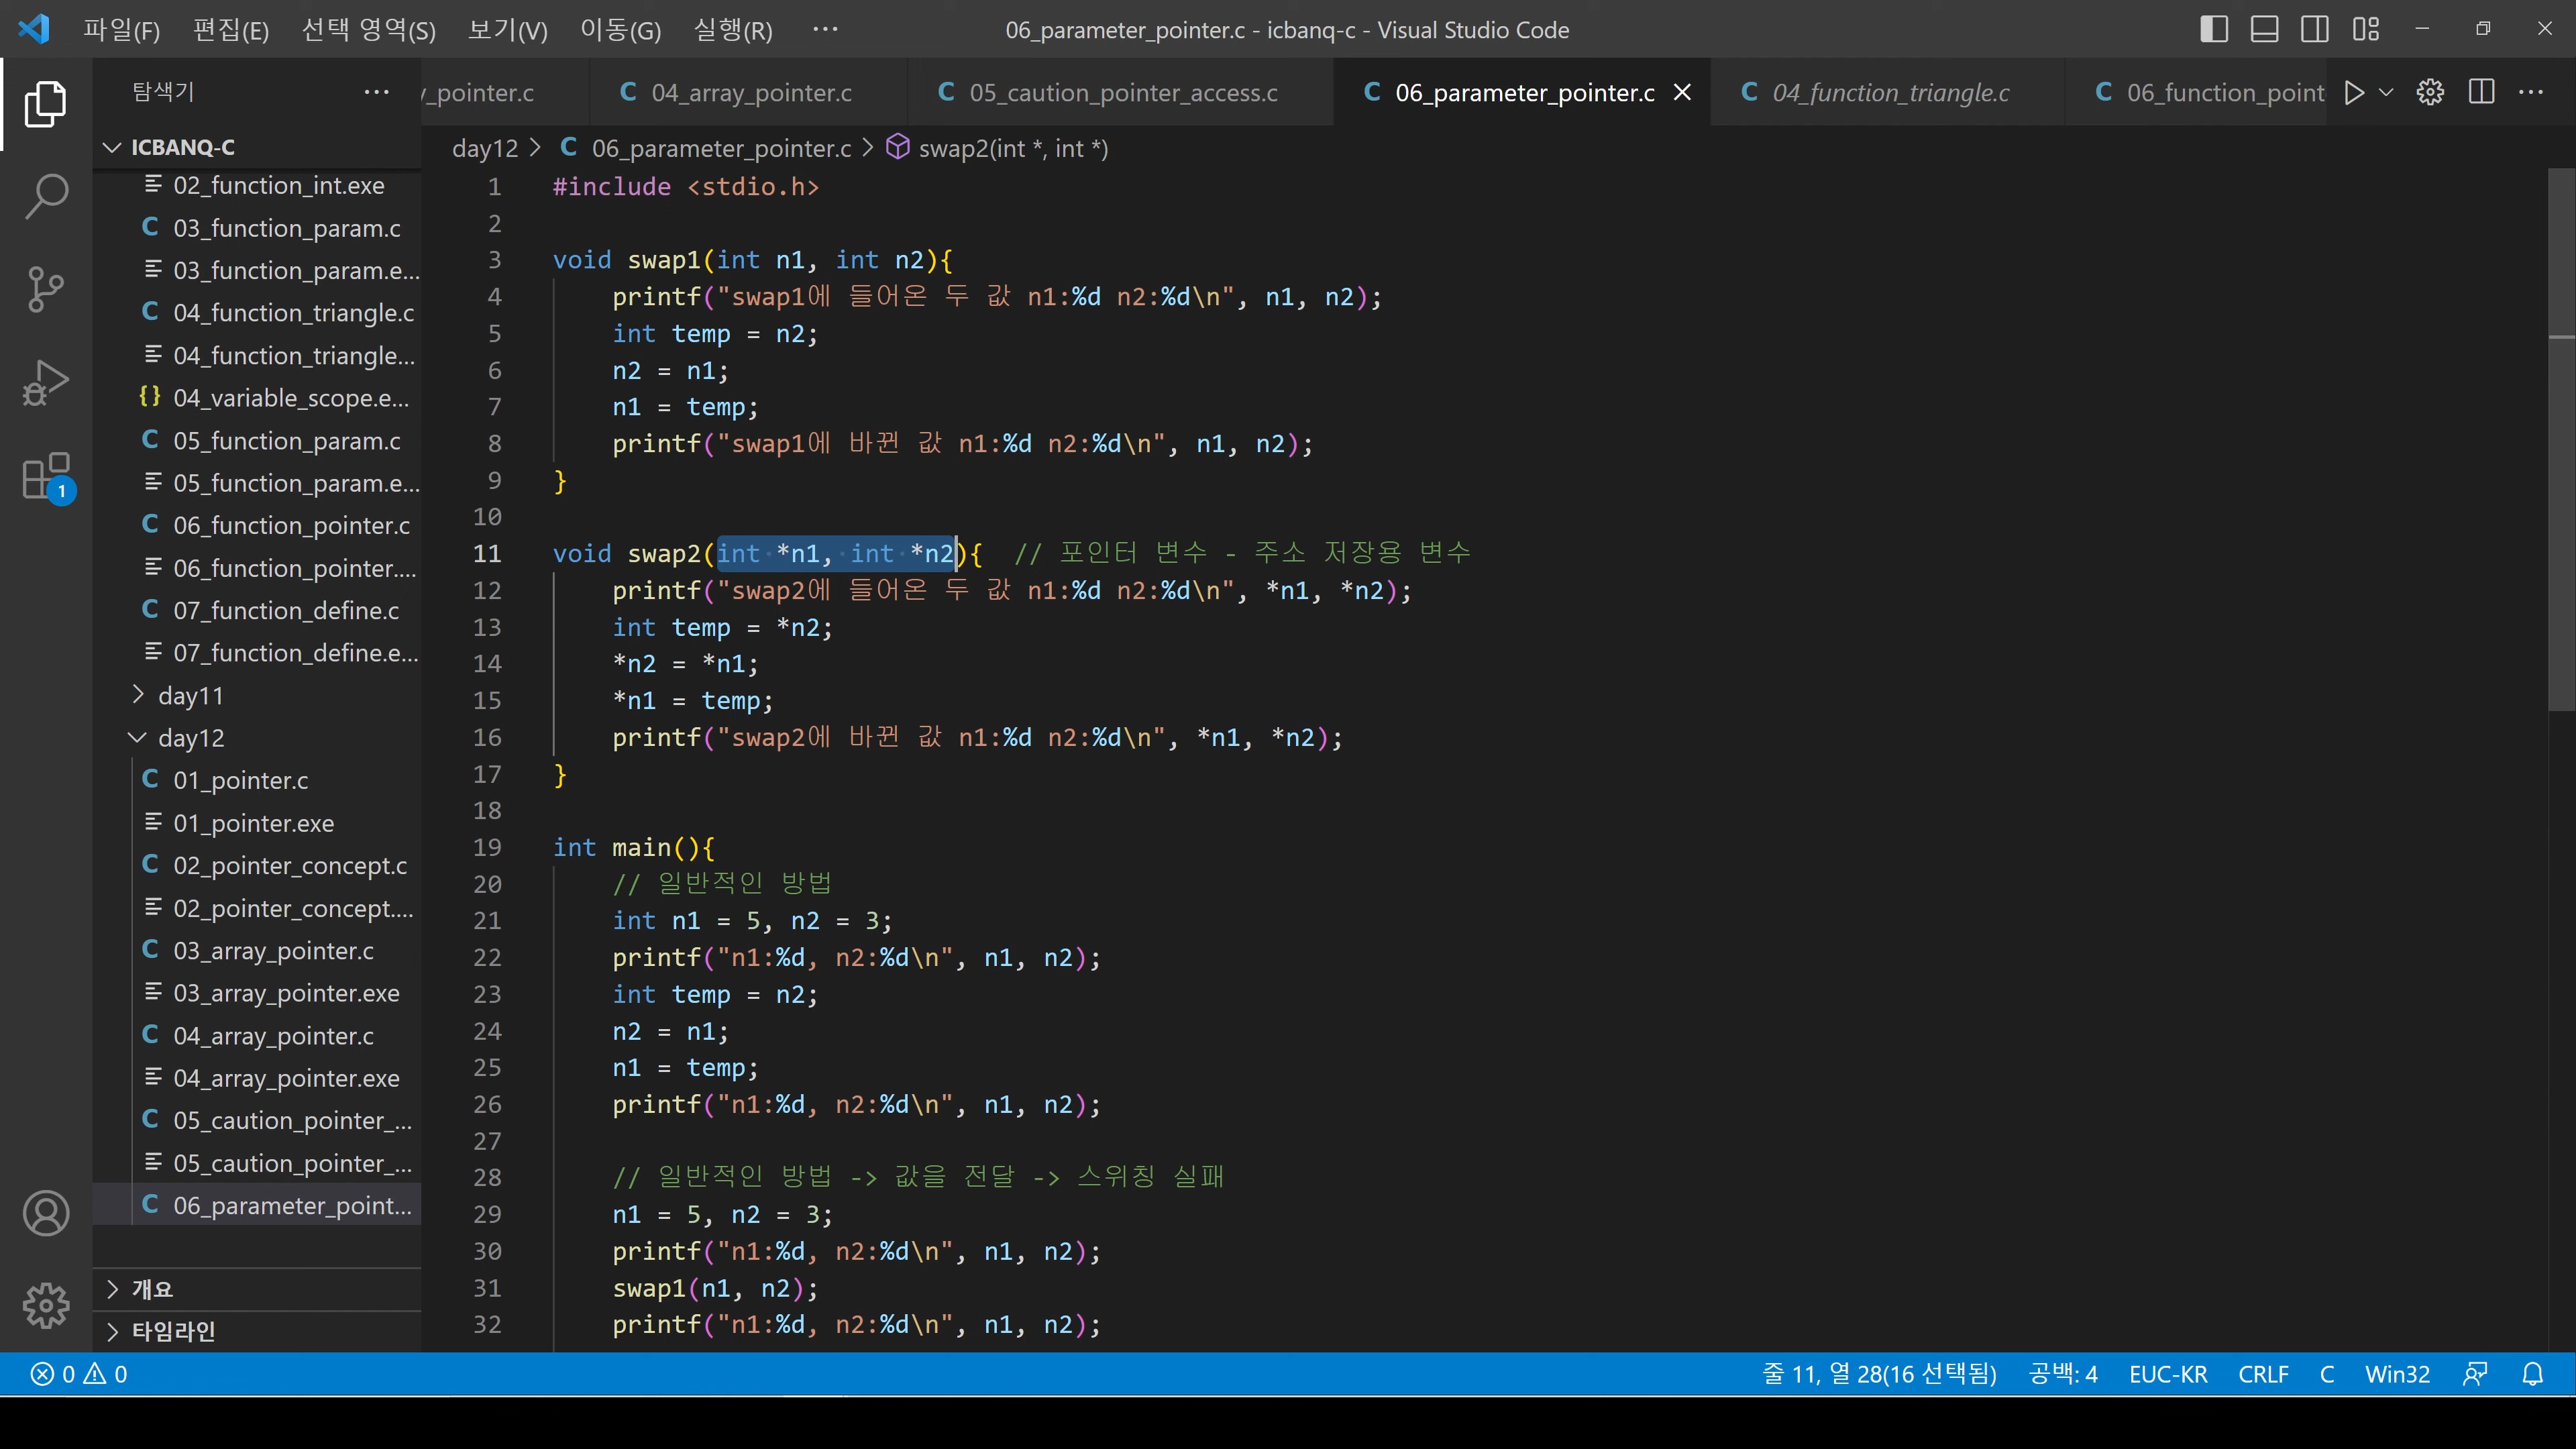 파일(F) 편집(E) 선택 영역(S) 보기(V) 이동(G) 실행(R) ··· 06_parameter_pointer.c - icbanq-c - Visual Studio Code
탐색기 ···
y_pointer.c C 04_array_pointer.c C 05_caution_pointer_access.c C 06_parameter_pointer.c C 04_function_triangle.c C 06_function_point
ICBANQ-C
02_function_int.exe
C 03_function_param.c
03_function_param.e...
C 04_function_triangle.c
04_function_triangle...
{} 04_variable_scope.e...
C 05_function_param.c
05_function_param.e...
C 06_function_pointer.c
06_function_pointer....
C 07_function_define.c
07_function_define.e...
day11
day12
C 01_pointer.c
01_pointer.exe
C 02_pointer_concept.c
02_pointer_concept....
C 03_array_pointer.c
03_array_pointer.exe
C 04_array_pointer.c
04_array_pointer.exe
C 05_caution_pointer_...
05_caution_pointer_...
C 06_parameter_point...
개요
타임라인
1
day12 > C 06_parameter_pointer.c > swap2(int *, int *)
1 #include <stdio.h>
2
3 void swap1(int n1, int n2){
4 printf("swap1에 들어온 두 값 n1:%d n2:%d\n", n1, n2);
5 int temp = n2;
6 n2 = n1;
7 n1 = temp;
8 printf("swap1에 바뀐 값 n1:%d n2:%d\n", n1, n2);
9 }
10
11 void swap2(int *n1, int *n2){ // 포인터 변수 - 주소 저장용 변수
12 printf("swap2에 들어온 두 값 n1:%d n2:%d\n", *n1, *n2);
13 int temp = *n2;
14 *n2 = *n1;
15 *n1 = temp;
16 printf("swap2에 바뀐 값 n1:%d n2:%d\n", *n1, *n2);
17 }
18
19 int main(){
20 // 일반적인 방법
21 int n1 = 5, n2 = 3;
22 printf("n1:%d, n2:%d\n", n1, n2);
23 int temp = n2;
24 n2 = n1;
25 n1 = temp;
26 printf("n1:%d, n2:%d\n", n1, n2);
27
28 // 일반적인 방법 -> 값을 전달 -> 스위칭 실패
29 n1 = 5, n2 = 3;
30 printf("n1:%d, n2:%d\n", n1, n2);
31 swap1(n1, n2);
32 printf("n1:%d, n2:%d\n", n1, n2);
0 0 줄 11, 열 28(16 선택됨) 공백: 4 EUC-KR CRLF C Win32